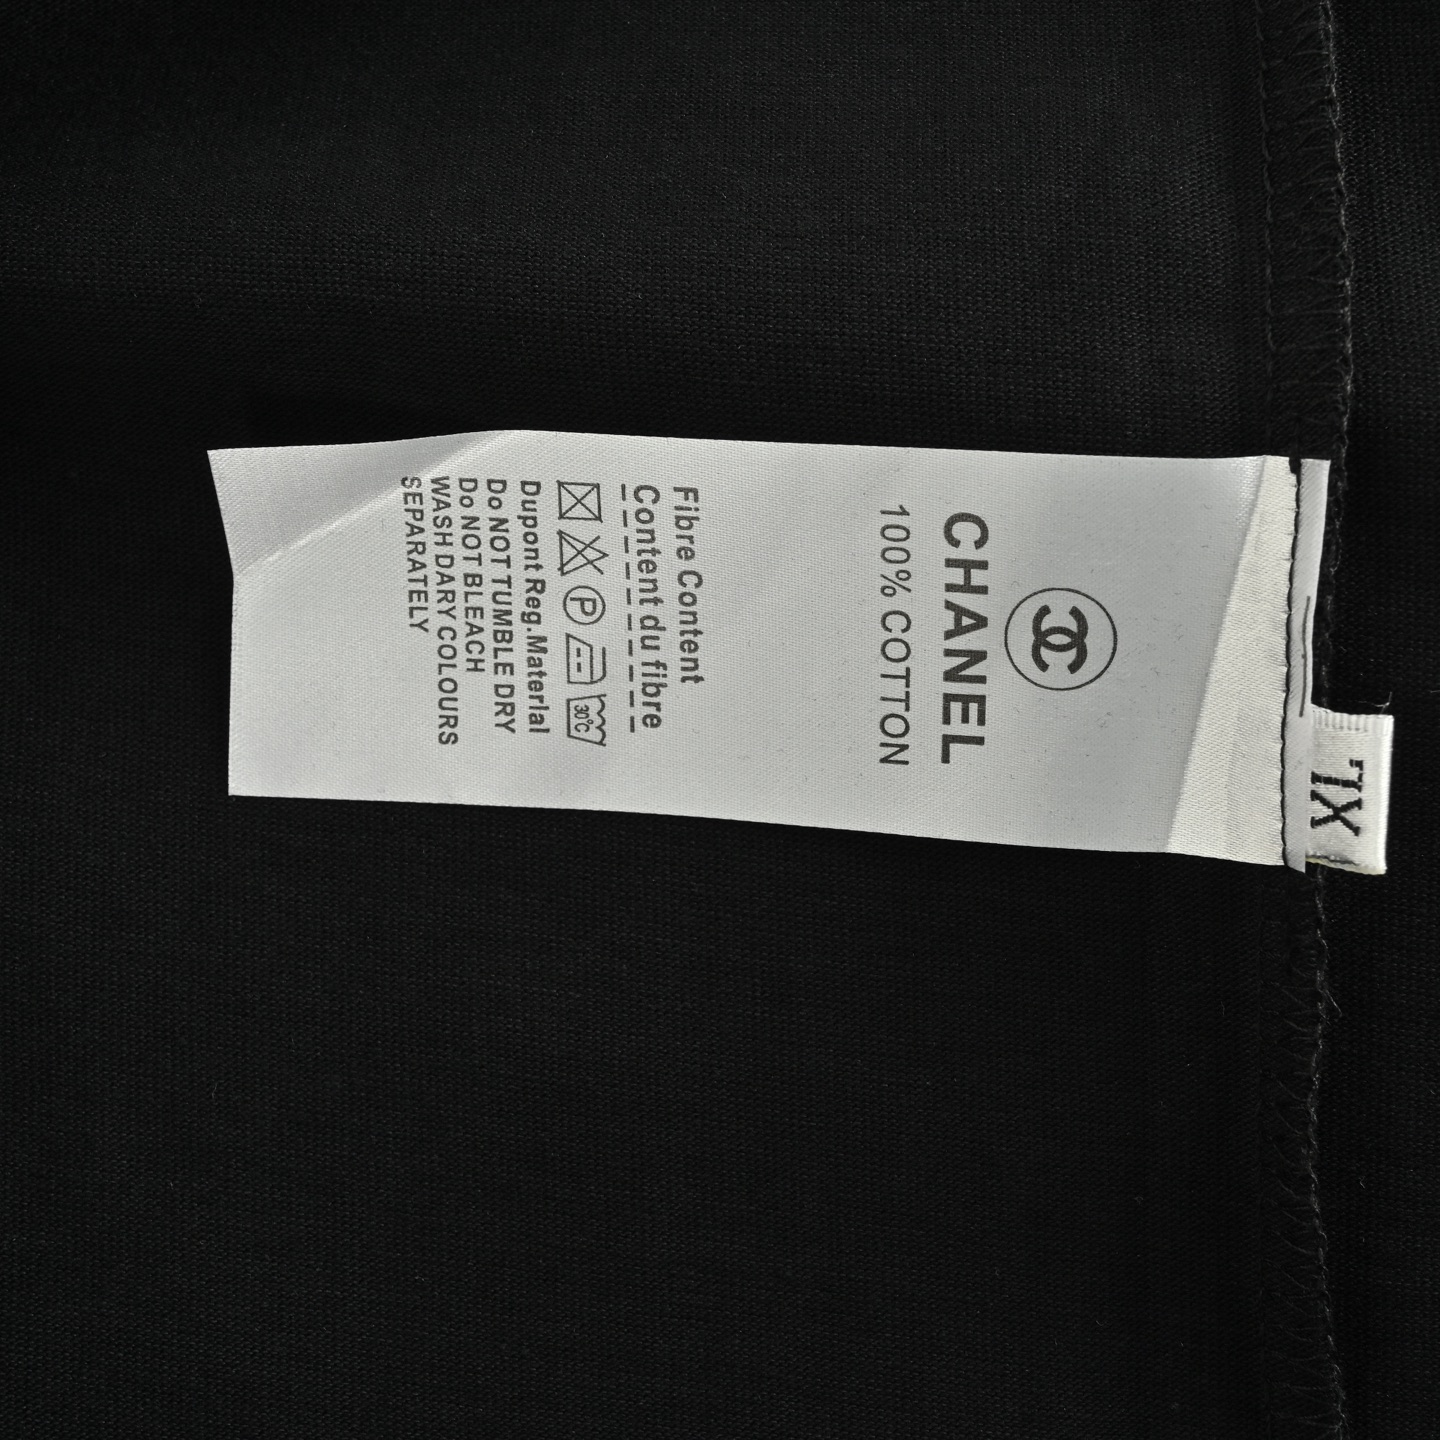 CHANEL
100% COTTON
Fibre Content
Content du fibre
P
30°C
Dupont Reg.Materlal
Do NOT TUMBLE DRY
Do NOT BLEACH
WASH DARY COLOURS
SEPARATELY
XL